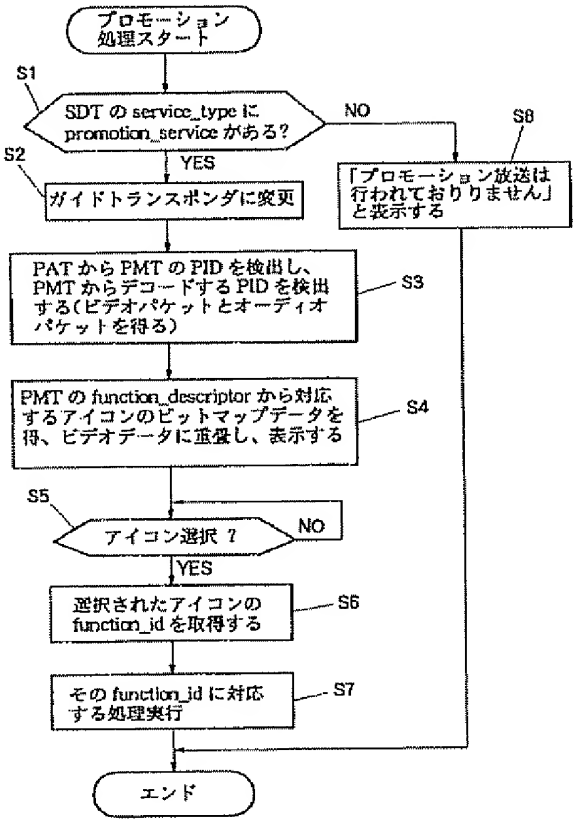 プロモーション
処理スタート
S1
SDT の service_type に
promotion_service がある?
NO
S8
YES
S2
ガイドトランスポンダに変更
「プロモーション放送は
行われておりりません」
と表示する
PAT から PMT の PID を検出し、
PMT からデコードする PID を検出
する(ビデオパケットとオーディオ
パケットを得る)
S3
PMT の function_descriptor から対応
するアイコンのビットマップデータを
得、ビデオデータに重畳し、表示する
S4
S5
アイコン選択 ?
NO
YES
選択されたアイコンの
function_id を取得する
S6
その function_id に対応
する処理実行
S7
エンド